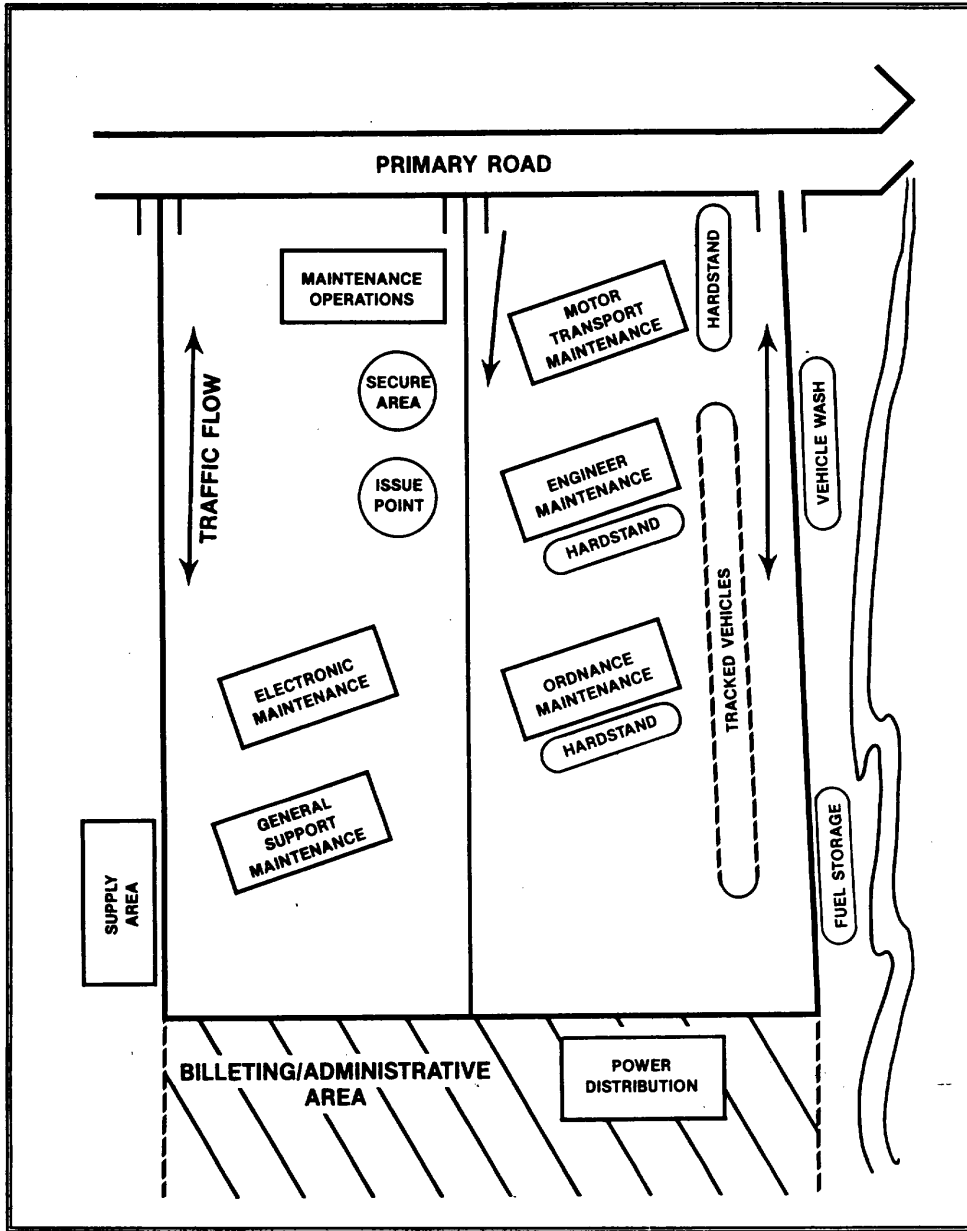 PRIMARY ROAD
MAINTENANCE
OPERATIONS
MOTOR
TRANSPORT
MAINTENANCE
HARDSTAND
SECURE
AREA
TRAFFIC FLOW
VEHICLE WASH
ISSUE
POINT
ENGINEER
MAINTENANCE
HARDSTAND
TRACKED VEHICLES
ELECTRONIC
MAINTENANCE
ORDNANCE
MAINTENANCE
HARDSTAND
GENERAL
SUPPORT
MAINTENANCE
SUPPLY
AREA
FUEL STORAGE
BILLETING/ADMINISTRATIVE
AREA
POWER
DISTRIBUTION